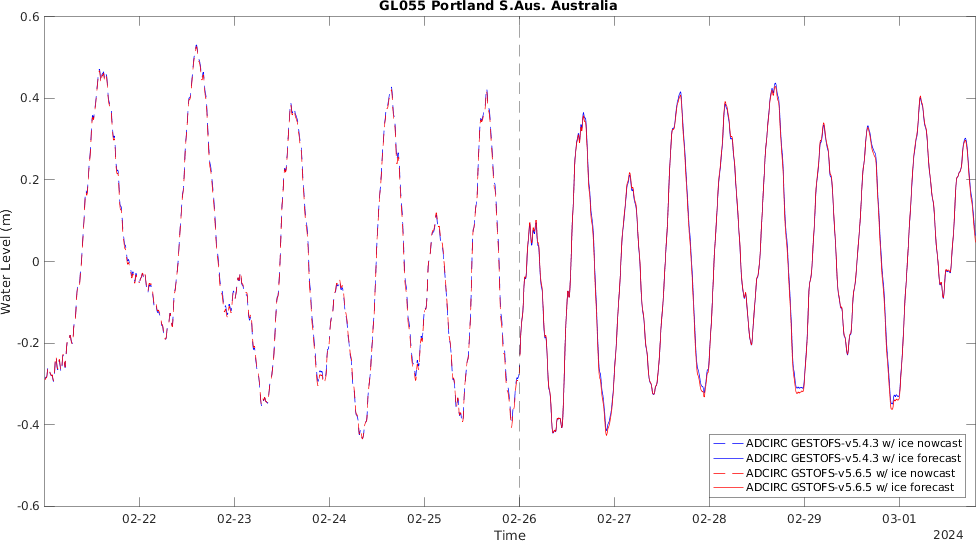 GL055 Portland S.Aus. Australia
0.6
0.4
0.2
0
-0.2
-0.4
-0.6
Water Level (m)
02-22
02-23
02-24
02-25
02-26
02-27
02-28
02-29
03-01
Time
2024
ADCIRC GESTOFS-v5.4.3 w/ ice nowcast
ADCIRC GESTOFS-v5.4.3 w/ ice forecast
ADCIRC GSTOFS-v5.6.5 w/ ice nowcast
ADCIRC GSTOFS-v5.6.5 w/ ice forecast